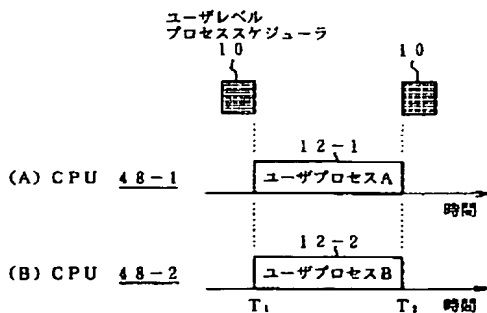 ユーザレベル
プロセススケジューラ
10 10
12-1
(A) CPU 48-1 ユーザプロセスA
時間
12-2
(B) CPU 48-2 ユーザプロセスB
T₁ T₂ 時間